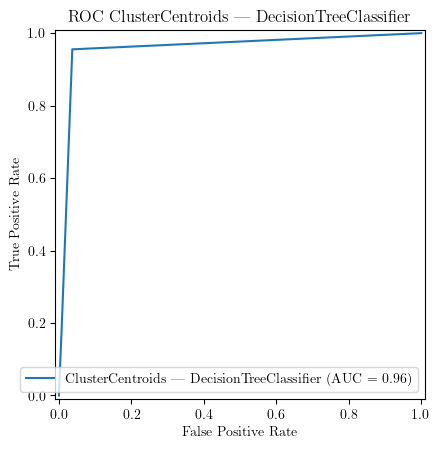 ROC ClusterCentroids — DecisionTreeClassifier
1.0
0.8
0.6
0.4
0.2
0.0
True Positive Rate
ClusterCentroids — DecisionTreeClassifier (AUC = 0.96)
0.0 0.2 0.4 0.6 0.8 1.0
False Positive Rate